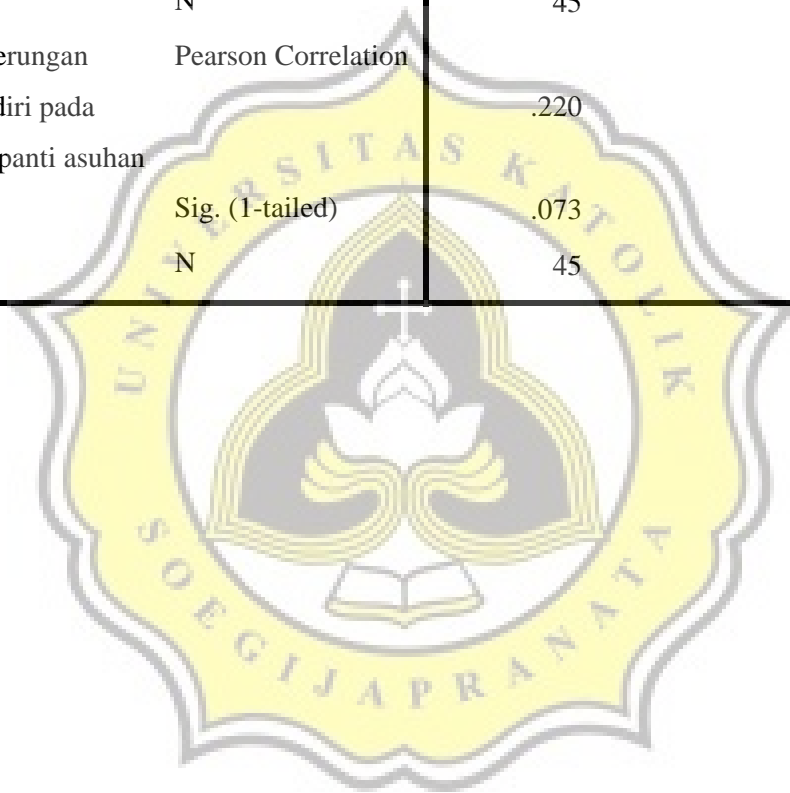 N 45
erungan Pearson Correlation
diri pada .220
panti asuhan
Sig. (1-tailed) .073
N 45
UNIVERSITAS KATOLIK
SOEGIJAPRANATA